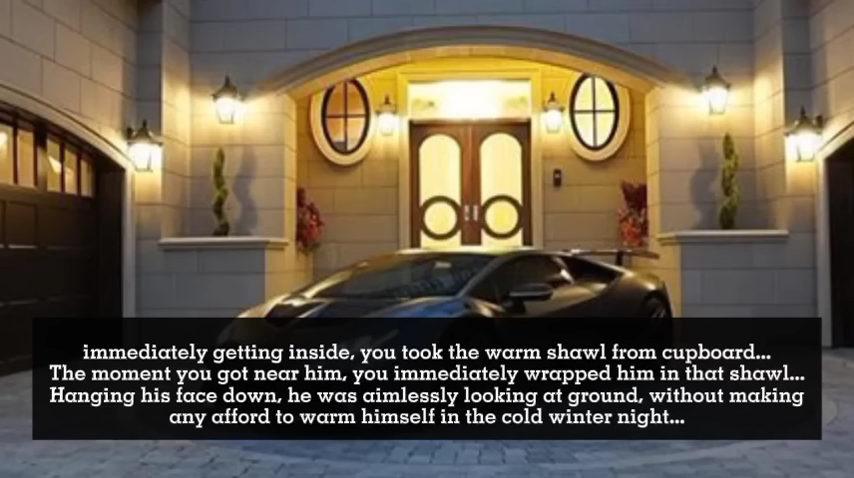 immediately getting inside, you took the warm shawl from cupboard...
The moment you got near him, you immediately wrapped him in that shawl...
Hanging his face down, he was aimlessly looking at ground, without making
any afford to warm himself in the cold winter night...